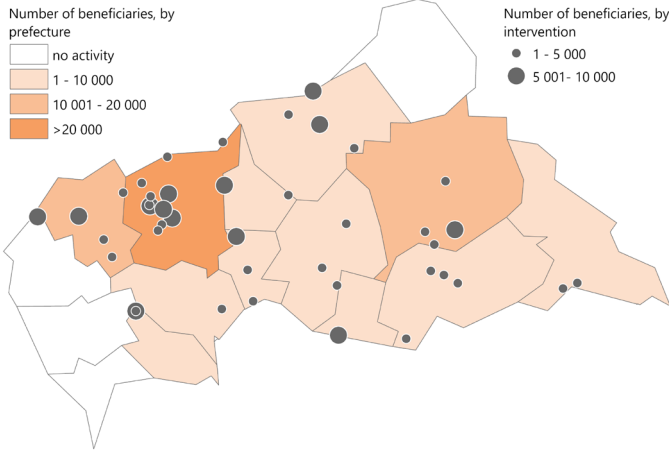 Number of beneficiaries, by
prefecture
no activity
1 - 10 000
10 001 - 20 000
>20 000
Number of beneficiaries, by
intervention
1 - 5 000
5 001- 10 000